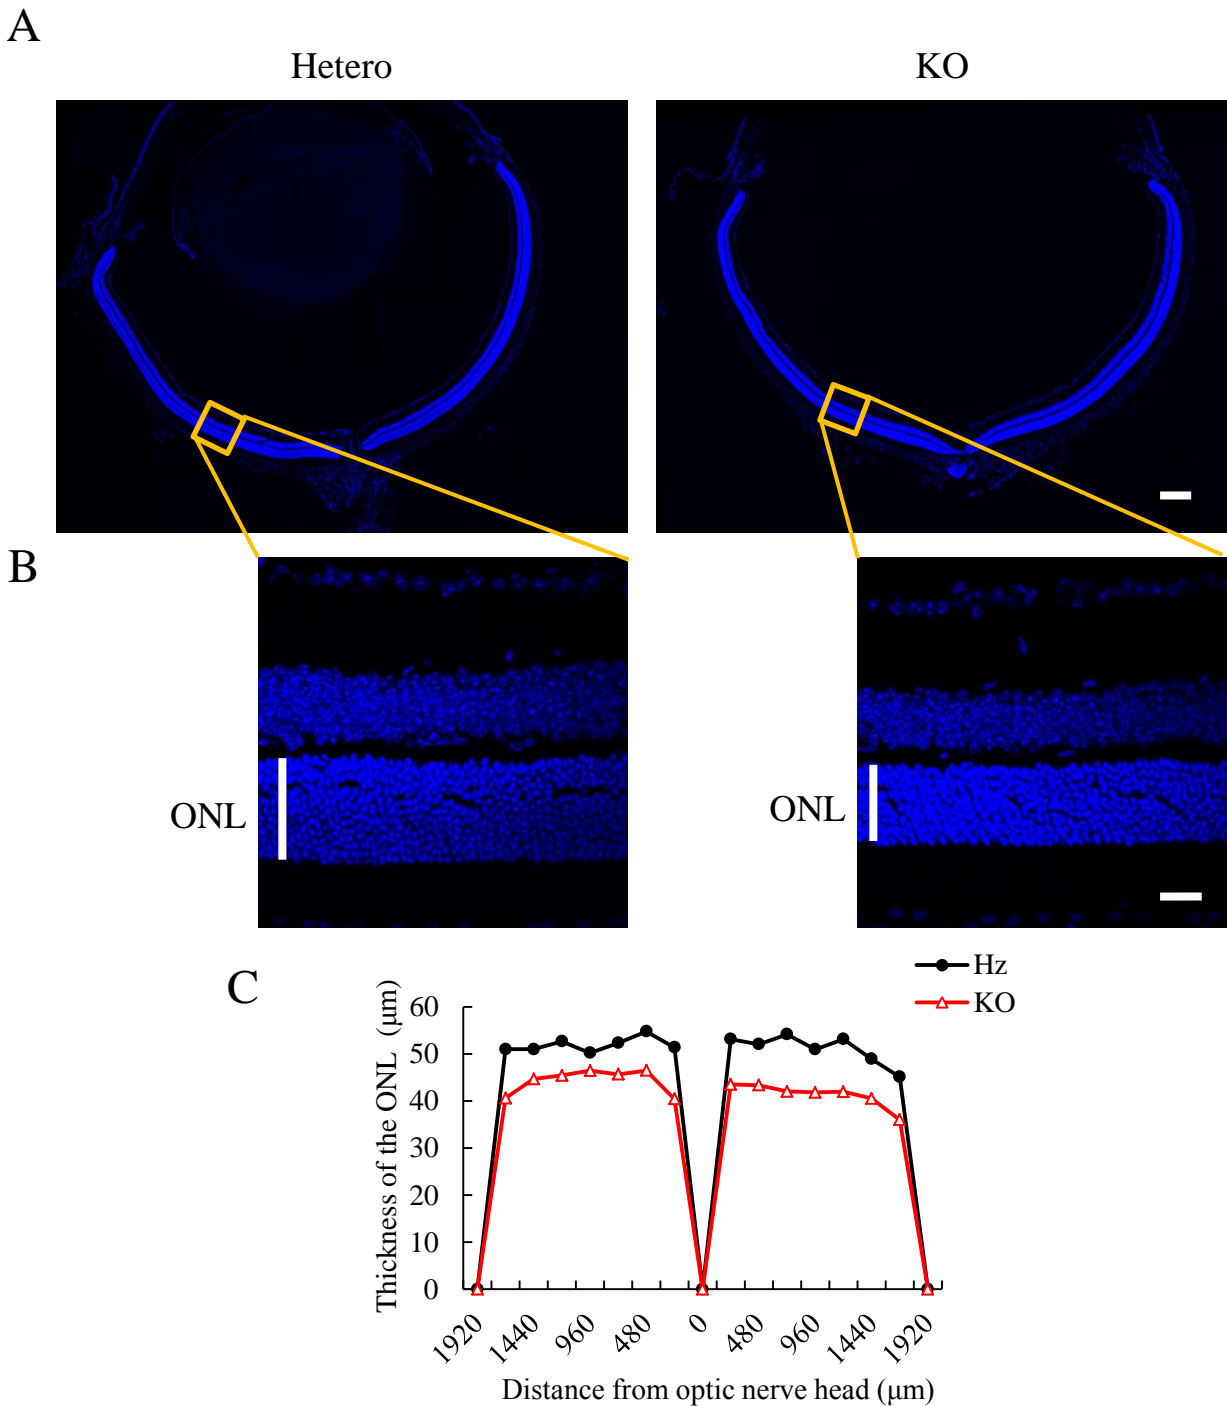 A
Hetero
KO
B
ONL
ONL
C
Hz
KO
Thickness of the ONL (μm)
60
50
40
30
20
10
0
1920
1440
960
480
0
480
960
1440
1920
Distance from optic nerve head (μm)